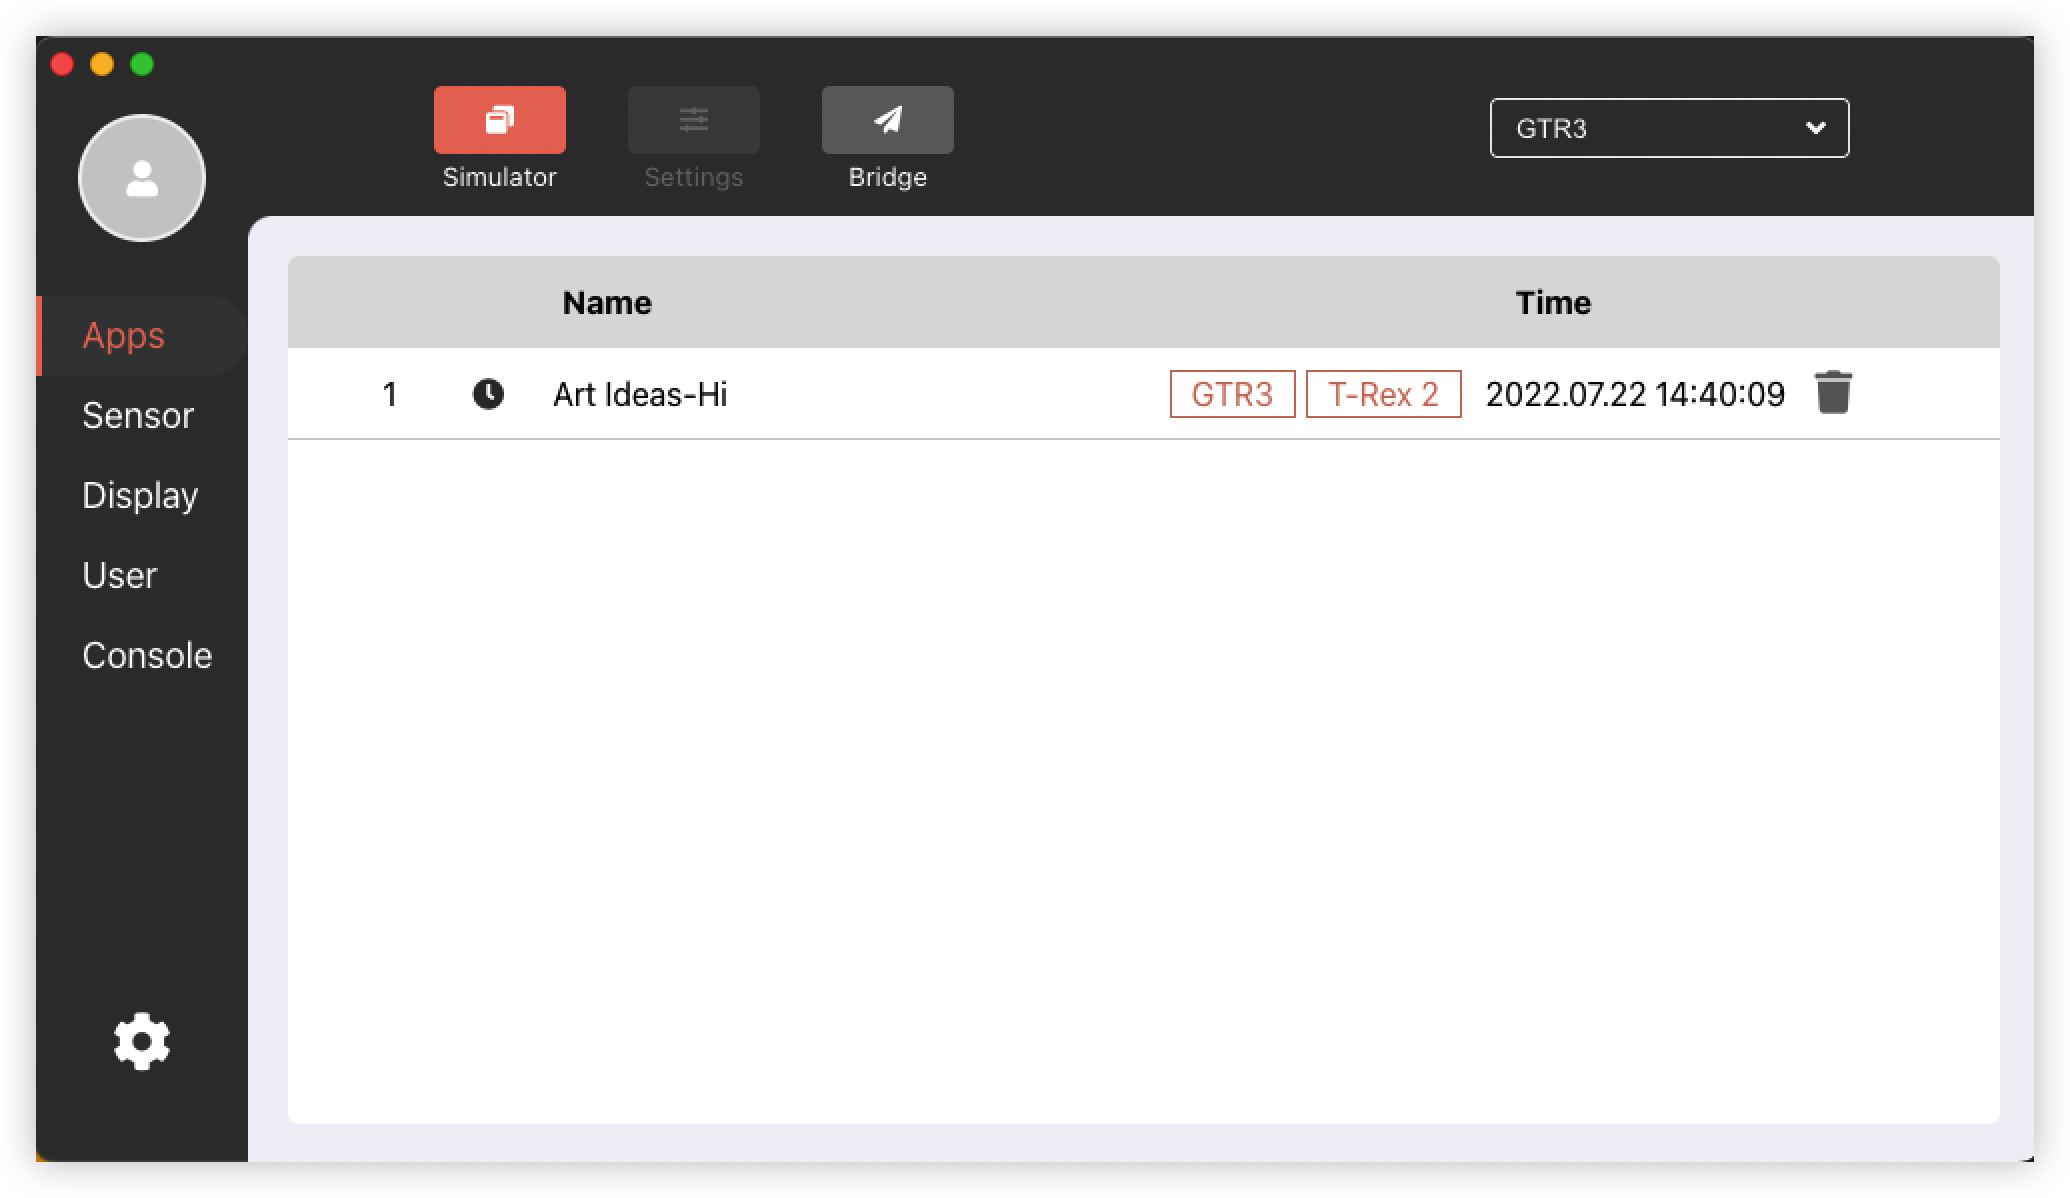 Simulator Settings Bridge
GTR3
Apps
Sensor
Display
User
Console
Name Time
1 Art Ideas-Hi GTR3 T-Rex 2 2022.07.22 14:40:09